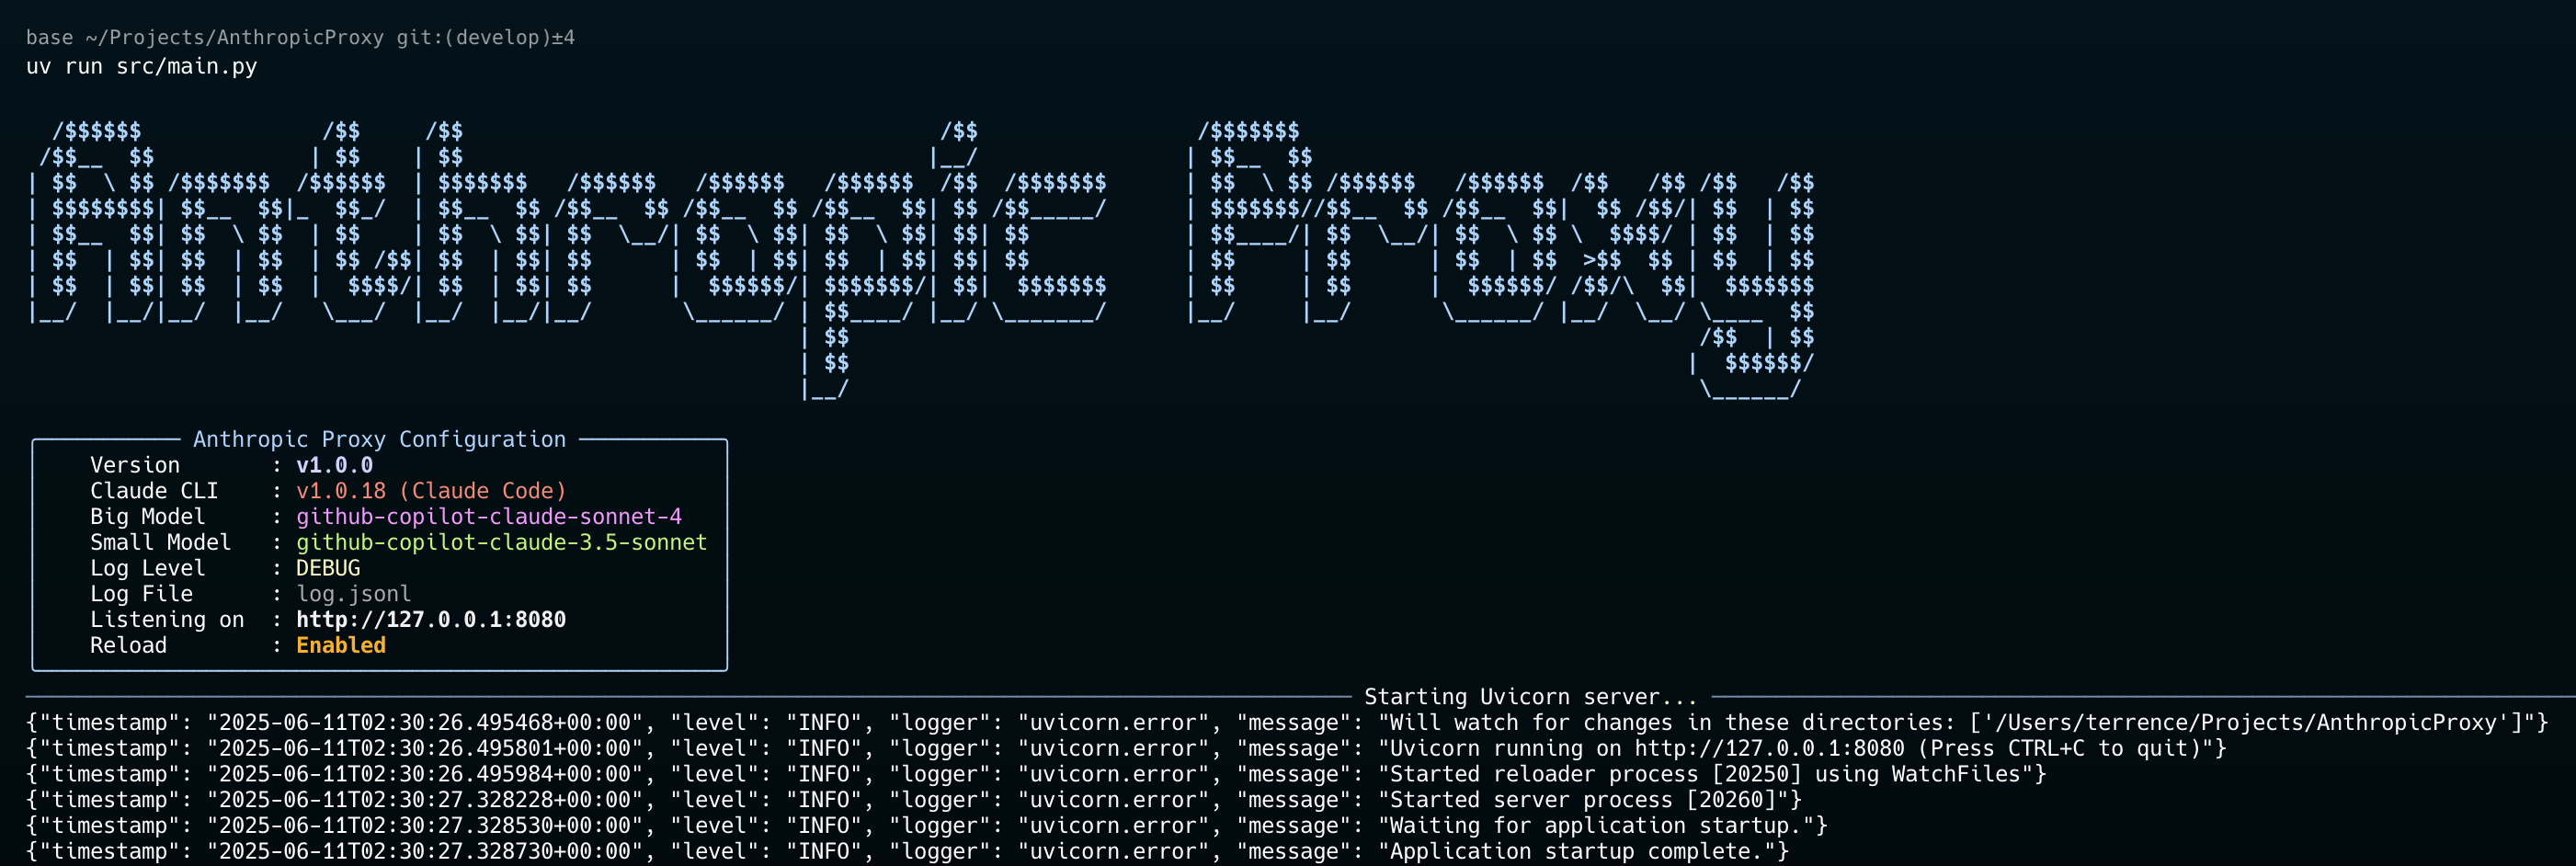 base ~/Projects/AnthropicProxy git:(develop)±4
uv run src/main.py
  /$$$$$$              /$$     /$$                                     /$$                 /$$$$$$$
 /$$__  $$            | $$    | $$                                    |__/                | $$__  $$
| $$  \ $$ /$$$$$$$  /$$$$$$  | $$$$$$$   /$$$$$$   /$$$$$$   /$$$$$$  /$$  /$$$$$$$      | $$  \ $$ /$$$$$$   /$$$$$$  /$$   /$$ /$$   /$$
| $$$$$$$$| $$__  $$|_  $$_/  | $$__  $$ /$$__  $$ /$$__  $$ /$$__  $$| $$ /$$_____/      | $$$$$$$//$$__  $$ /$$__  $$|  $$ /$$/| $$  | $$
| $$__  $$| $$  \ $$  | $$    | $$  \ $$| $$  \__/| $$  \ $$| $$  \ $$| $$| $$            | $$____/| $$  \__/| $$  \ $$ \  $$$$/ | $$  | $$
| $$  | $$| $$  | $$  | $$ /$$| $$  | $$| $$      | $$  | $$| $$  | $$| $$| $$            | $$     | $$      | $$  | $$  >$$  $$ | $$  | $$
| $$  | $$| $$  | $$  |  $$$$/| $$  | $$| $$      |  $$$$$$/| $$$$$$$/| $$|  $$$$$$$      | $$     | $$      |  $$$$$$/ /$$/\  $$|  $$$$$$$
|__/  |__/|__/  |__/   \___/  |__/  |__/|__/       \______/ | $$____/ |__/ \_______/      |__/     |__/       \______/ |__/  \__/ \____  $$
                                                            | $$                                                                  /$$  | $$
                                                            | $$                                                                 |  $$$$$$/
                                                            |__/                                                                  \______/
Anthropic Proxy Configuration
Version       : v1.0.0
Claude CLI    : v1.0.18 (Claude Code)
Big Model     : github-copilot-claude-sonnet-4
Small Model   : github-copilot-claude-3.5-sonnet
Log Level     : DEBUG
Log File      : log.jsonl
Listening on  : http://127.0.0.1:8080
Reload        : Enabled
Starting Uvicorn server...
{"timestamp": "2025-06-11T02:30:26.495468+00:00", "level": "INFO", "logger": "uvicorn.error", "message": "Will watch for changes in these directories: ['/Users/terrence/Projects/AnthropicProxy']"}
{"timestamp": "2025-06-11T02:30:26.495801+00:00", "level": "INFO", "logger": "uvicorn.error", "message": "Uvicorn running on http://127.0.0.1:8080 (Press CTRL+C to quit)"}
{"timestamp": "2025-06-11T02:30:26.495984+00:00", "level": "INFO", "logger": "uvicorn.error", "message": "Started reloader process [20250] using WatchFiles"}
{"timestamp": "2025-06-11T02:30:27.328228+00:00", "level": "INFO", "logger": "uvicorn.error", "message": "Started server process [20260]"}
{"timestamp": "2025-06-11T02:30:27.328530+00:00", "level": "INFO", "logger": "uvicorn.error", "message": "Waiting for application startup."}
{"timestamp": "2025-06-11T02:30:27.328730+00:00", "level": "INFO", "logger": "uvicorn.error", "message": "Application startup complete."}